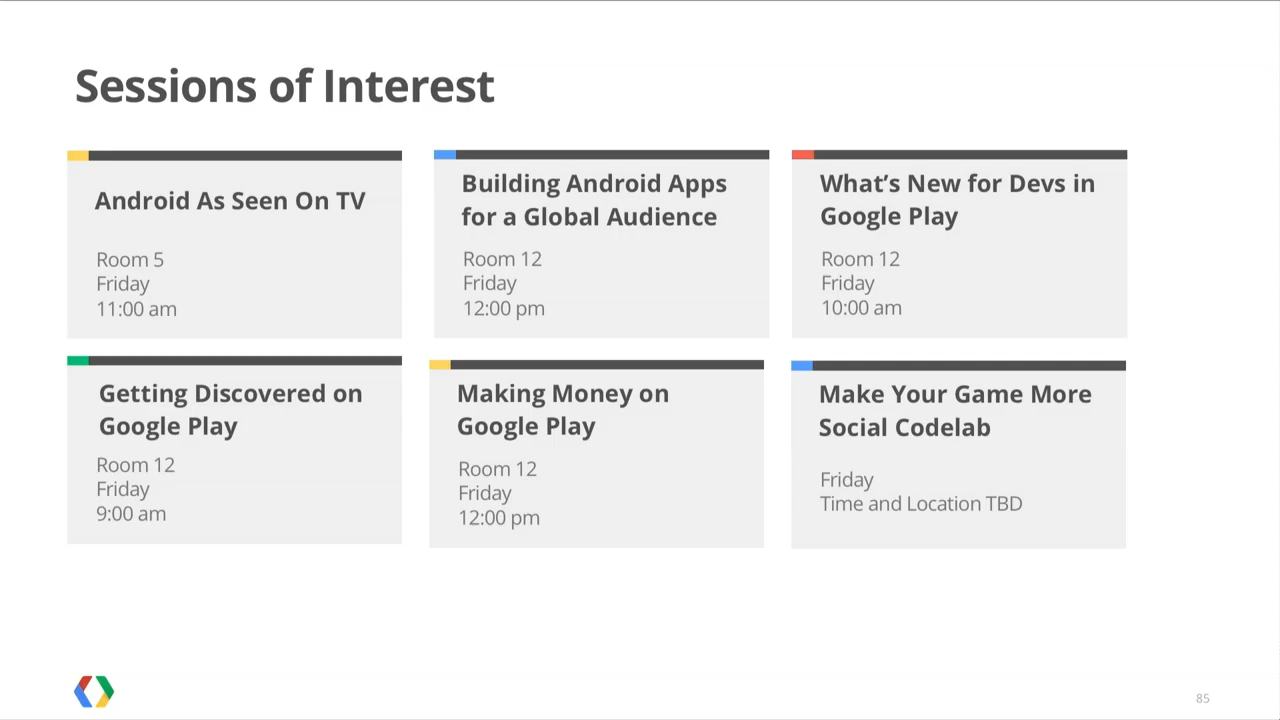 Sessions of Interest
Android As Seen On TV
Room 5
Friday
11:00 am
Building Android Apps
for a Global Audience
Room 12
Friday
12:00 pm
What’s New for Devs in
Google Play
Room 12
Friday
10:00 am
Getting Discovered on
Google Play
Room 12
Friday
9:00 am
Making Money on
Google Play
Room 12
Friday
12:00 pm
Make Your Game More
Social Codelab
Friday
Time and Location TBD
85